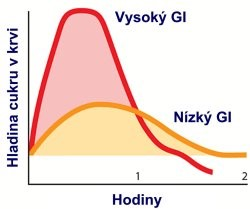 Vysoký GI
Nízký GI
Hladina cukru v krvi
1
2
Hodiny